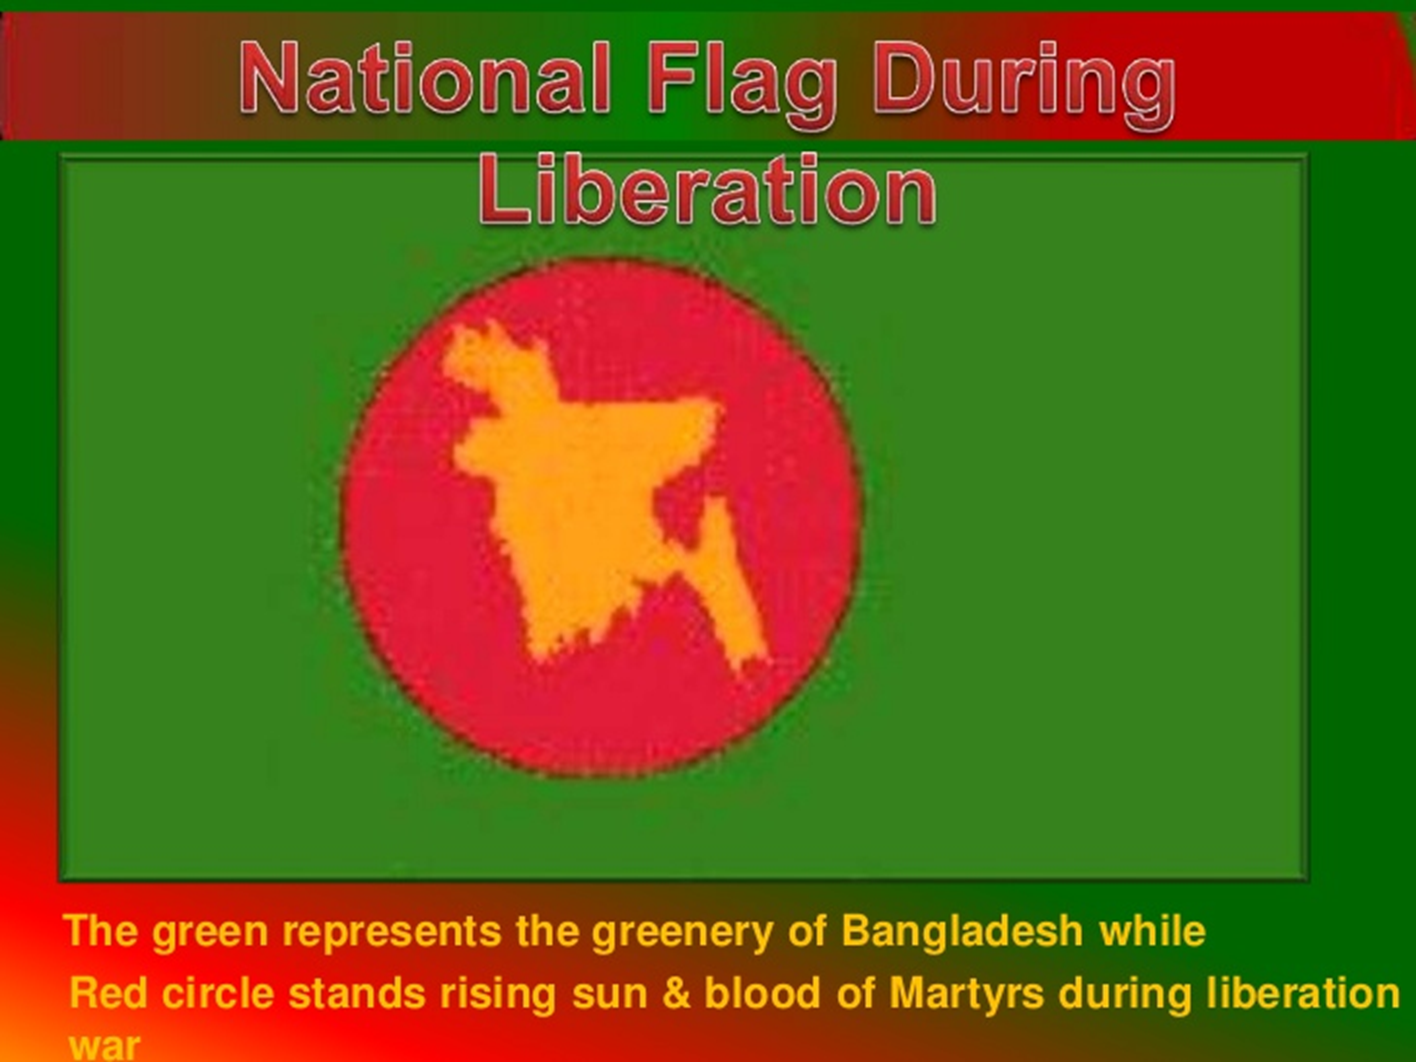 National Flag During
Liberation
The green represents the greenery of Bangladesh while
Red circle stands rising sun & blood of Martyrs during liberation
war